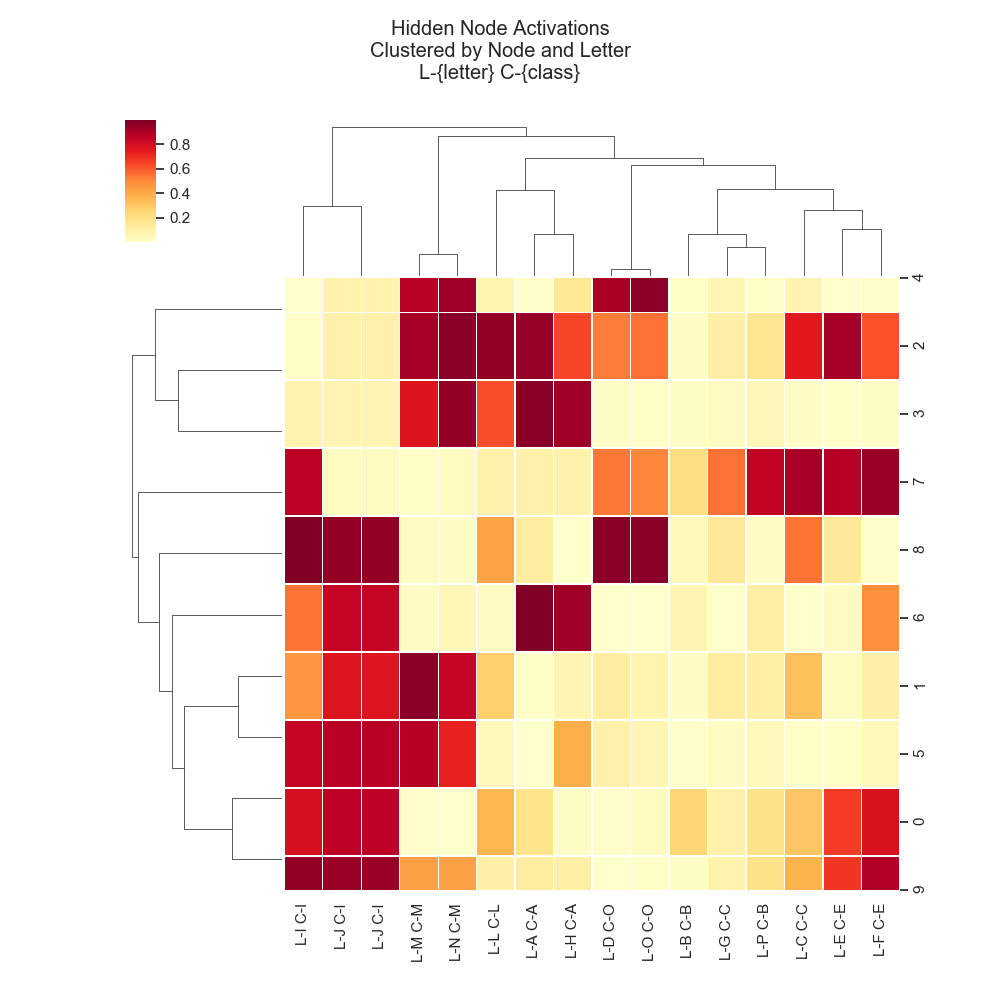 Hidden Node Activations
Clustered by Node and Letter
L-{letter} C-{class}
0.8
0.6
0.4
0.2
4
2
3
7
8
6
1
5
0
9
L-I C-I
L-J C-I
L-J C-I
L-M C-M
L-N C-M
L-L C-L
L-A C-A
L-H C-A
L-D C-O
L-O C-O
L-B C-B
L-G C-C
L-P C-B
L-C C-C
L-E C-E
L-F C-E